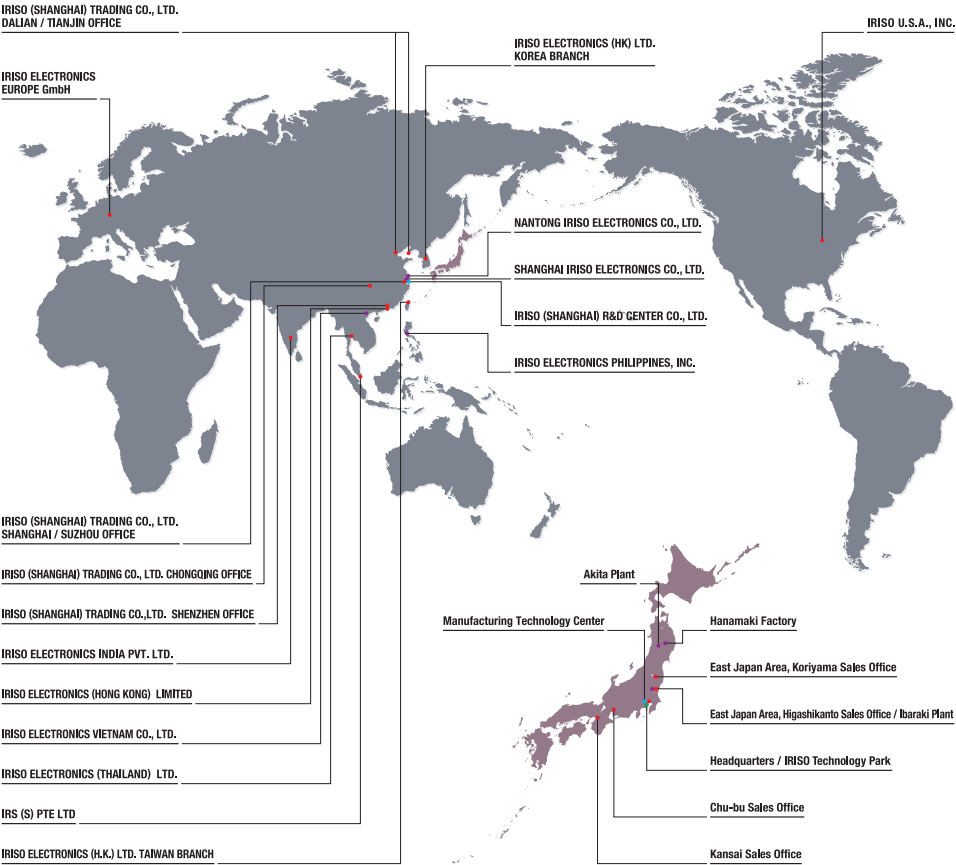 IRISO (SHANGHAI) TRADING CO., LTD.
DALIAN / TIANJIN OFFICE
IRISO U.S.A., INC.
IRISO ELECTRONICS (HK) LTD.
KOREA BRANCH
IRISO ELECTRONICS
EUROPE GmbH
NANTONG IRISO ELECTRONICS CO., LTD.
SHANGHAI IRISO ELECTRONICS CO., LTD.
IRISO (SHANGHAI) R&D CENTER CO., LTD.
IRISO ELECTRONICS PHILIPPINES, INC.
IRISO (SHANGHAI) TRADING CO., LTD.
SHANGHAI / SUZHOU OFFICE
IRISO (SHANGHAI) TRADING CO., LTD. CHONGQING OFFICE
IRISO (SHANGHAI) TRADING CO.,LTD. SHENZHEN OFFICE
IRISO ELECTRONICS INDIA PVT. LTD.
IRISO ELECTRONICS (HONG KONG) LIMITED
IRISO ELECTRONICS VIETNAM CO., LTD.
IRISO ELECTRONICS (THAILAND) LTD.
IRS (S) PTE LTD
IRISO ELECTRONICS (H.K.) LTD. TAIWAN BRANCH
Akita Plant
Manufacturing Technology Center
Hanamaki Factory
East Japan Area, Koriyama Sales Office
East Japan Area, Higashikanto Sales Office / Ibaraki Plant
Headquarters / IRISO Technology Park
Chu-bu Sales Office
Kansai Sales Office